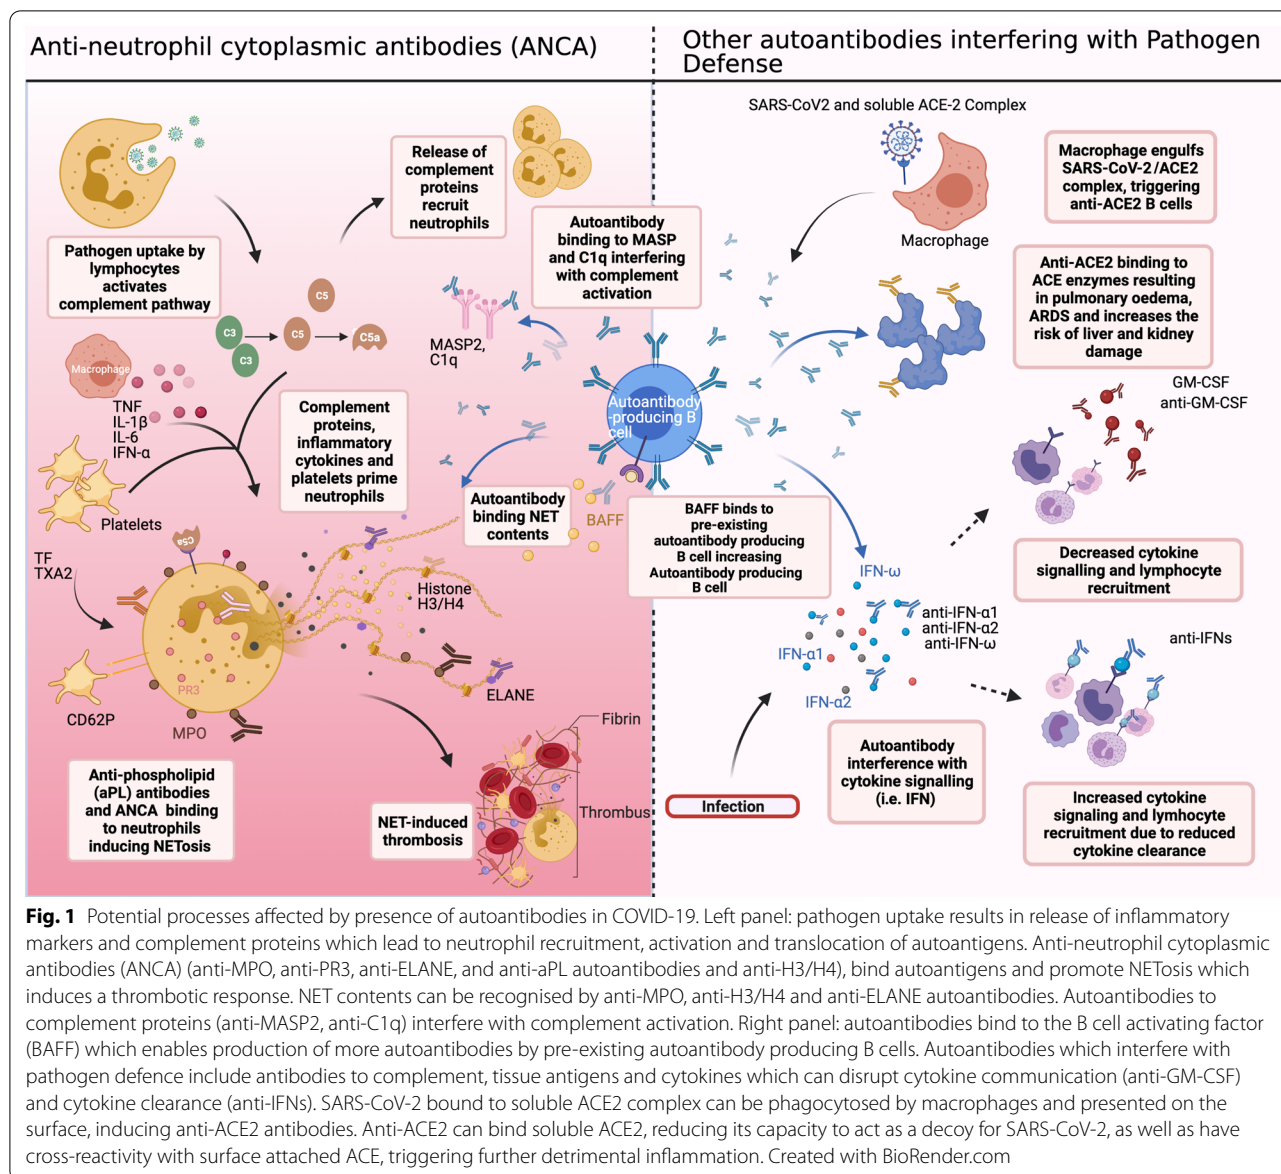 Anti-neutrophil cytoplasmic antibodies (ANCA)
Other autoantibodies interfering with Pathogen
Defense
SARS-CoV2 and soluble ACE-2 Complex
Release of
complement
proteins
recruit
neutrophils
Macrophage engulfs
SARS-CoV-2/ACE2
complex, triggering
anti-ACE2 B cells
Macrophage
Pathogen uptake by
lymphocytes
activates
complement pathway
Autoantibody
binding to MASP
and C1q interfering
with complement
activation
Anti-ACE2 binding to
ACE enzymes resulting
in pulmonary oedema,
ARDS and increases the
risk of liver and kidney
damage
C5
C3
C3
C5
C5a
MASP2,
C1q
Macrophage
TNF
IL-1β
IL-6
IFN-α
Complement
proteins,
inflammatory
cytokines and
platelets prime
neutrophils
Autoantibody
-producing B
cell
GM-CSF
anti-GM-CSF
Platelets
Autoantibody
binding NET
contents
BAFF
BAFF binds to
pre-existing
autoantibody producing
B cell increasing
Autoantibody producing
B cell
Decreased cytokine
signalling and lymphocyte
recruitment
C5a
TF
TXA2
Histone
H3/H4
IFN-ω
anti-IFN-α1
anti-IFN-α2
anti-IFN-ω
IFN-α1
IFN-α2
anti-IFNs
PR3
CD62P
MPO
ELANE
Fibrin
Thrombus
Anti-phospholipid
(aPL) antibodies
and ANCA binding
to neutrophils
inducing NETosis
NET-induced
thrombosis
Infection
Autoantibody
interference with
cytokine signalling
(i.e. IFN)
Increased cytokine
signaling and lymhocyte
recruitment due to reduced
cytokine clearance
Fig. 1 Potential processes affected by presence of autoantibodies in COVID-19. Left panel: pathogen uptake results in release of inflammatory
markers and complement proteins which lead to neutrophil recruitment, activation and translocation of autoantigens. Anti-neutrophil cytoplasmic
antibodies (ANCA) (anti-MPO, anti-PR3, anti-ELANE, and anti-aPL autoantibodies and anti-H3/H4), bind autoantigens and promote NETosis which
induces a thrombotic response. NET contents can be recognised by anti-MPO, anti-H3/H4 and anti-ELANE autoantibodies. Autoantibodies to
complement proteins (anti-MASP2, anti-C1q) interfere with complement activation. Right panel: autoantibodies bind to the B cell activating factor
(BAFF) which enables production of more autoantibodies by pre-existing autoantibody producing B cells. Autoantibodies which interfere with
pathogen defence include antibodies to complement, tissue antigens and cytokines which can disrupt cytokine communication (anti-GM-CSF)
and cytokine clearance (anti-IFNs). SARS-CoV-2 bound to soluble ACE2 complex can be phagocytosed by macrophages and presented on the
surface, inducing anti-ACE2 antibodies. Anti-ACE2 can bind soluble ACE2, reducing its capacity to act as a decoy for SARS-CoV-2, as well as have
cross-reactivity with surface attached ACE, triggering further detrimental inflammation. Created with BioRender.com